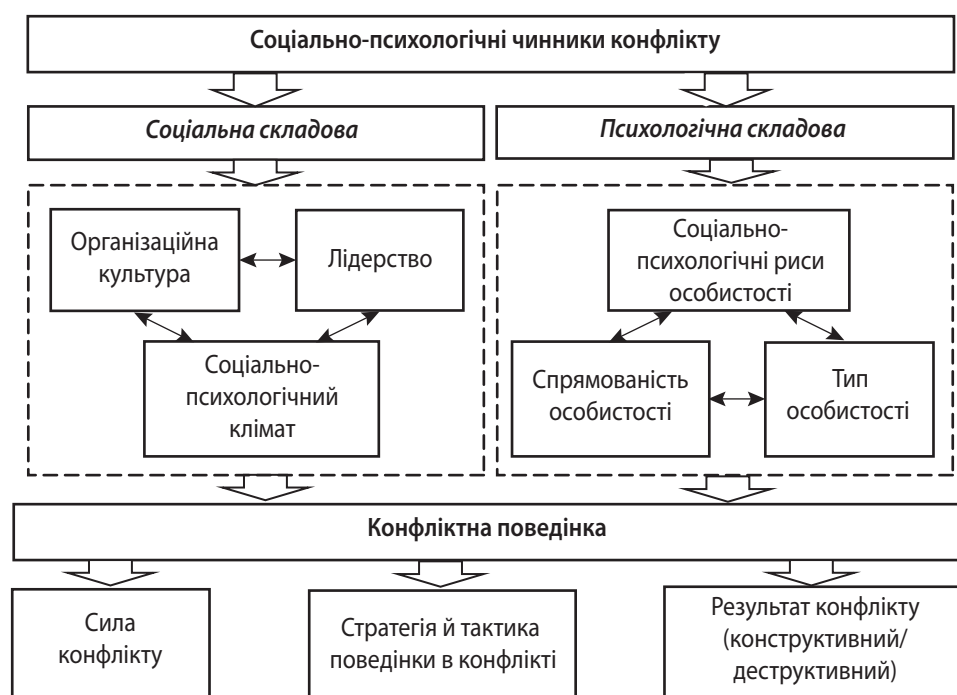 Соціально-психологічні чинники конфлікту
Соціальна складова
Психологічна складова
Організаційна
культура
Лідерство
Соціально-
психологічний
клімат
Соціально-
психологічні риси
особистості
Спрямованість
особистості
Тип
особистості
Конфліктна поведінка
Сила
конфлікту
Стратегія й тактика
поведінки в конфлікті
Результат конфлікту
(конструктивний/
деструктивний)